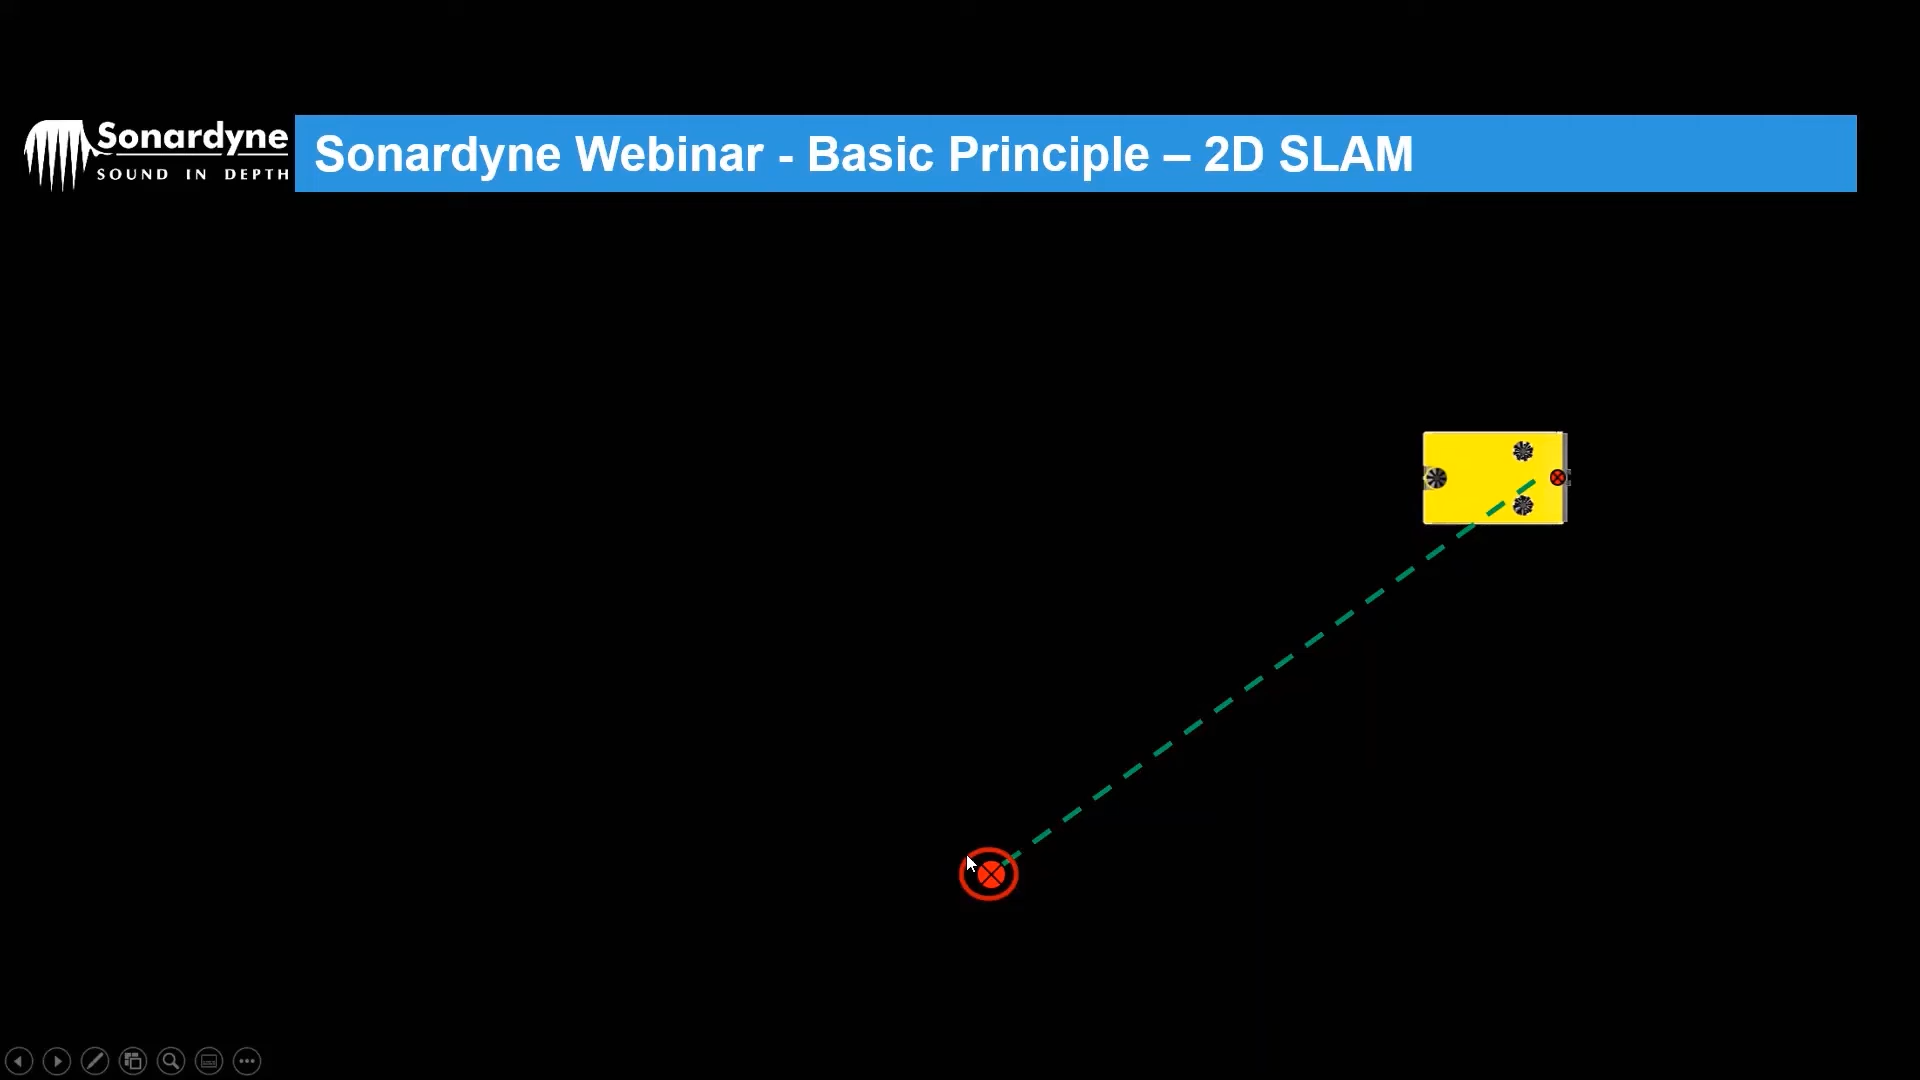 Sonardyne
SOUND IN DEPTH
Sonardyne Webinar - Basic Principle – 2D SLAM